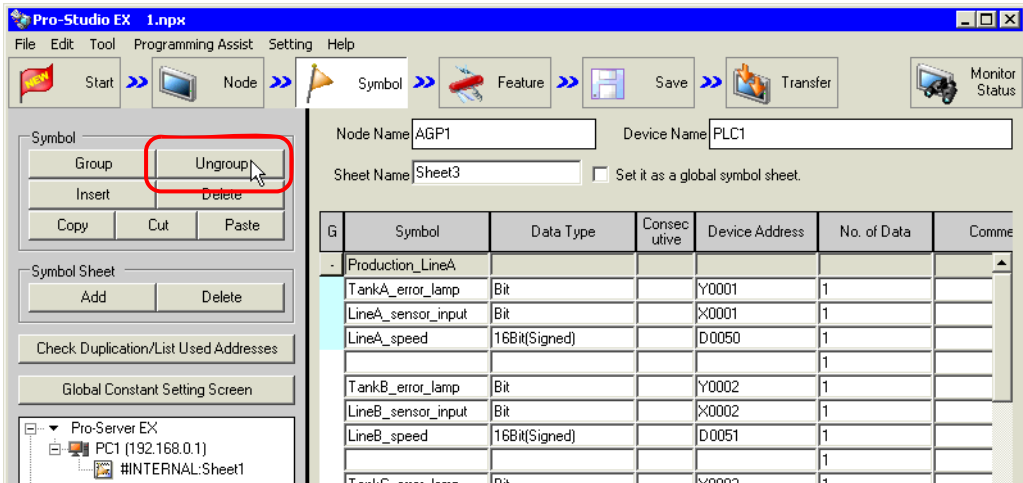 Pro-Studio EX 1.npx
File Edit Tool Programming Assist Setting Help
NEW Start Node Symbol Feature Save Transfer Monitor Status
Symbol
Group Ungroup
Insert Delete
Copy Cut Paste
Symbol Sheet
Add Delete
Check Duplication/List Used Addresses
Global Constant Setting Screen
Pro-Server EX
PC1 (192.168.0.1)
#INTERNAL:Sheet1
Node Name AGP1 Device Name PLC1
Sheet Name Sheet3 Set it as a global symbol sheet.
G Symbol Data Type Consecutive Device Address No. of Data Comme
- Production_LineA
TankA_error_lamp Bit Y0001 1
LineA_sensor_input Bit X0001 1
LineA_speed 16Bit(Signed) D0050 1
1
TankB_error_lamp Bit Y0002 1
LineB_sensor_input Bit X0002 1
LineB_speed 16Bit(Signed) D0051 1
1